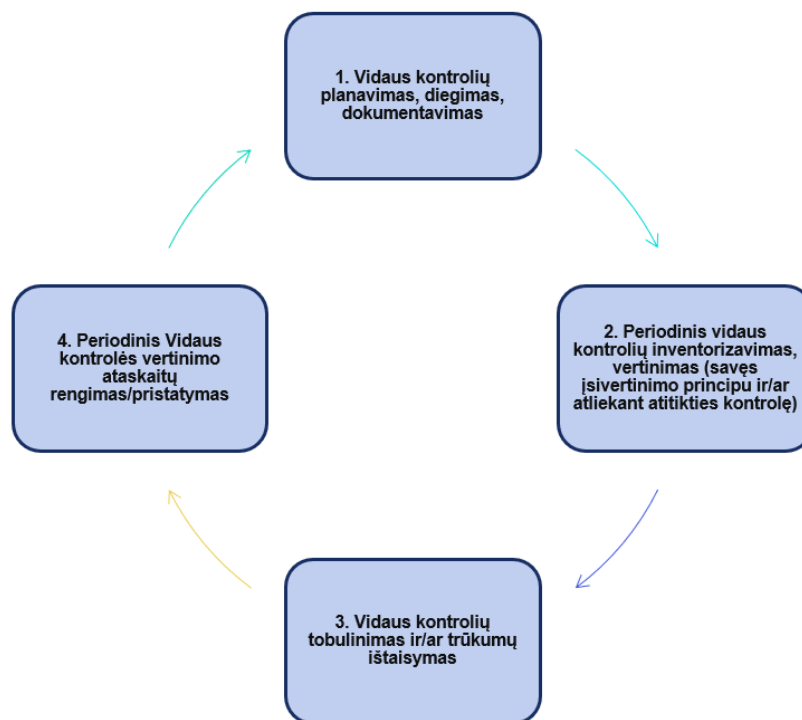 1. Vidaus kontrolių
planavimas, diegimas,
dokumentavimas
2. Periodinis vidaus
kontrolių inventorizavimas,
vertinimas (savęs
įsivertinimo principu ir/ar
atliekant atitikties kontrolę)
3. Vidaus kontrolių
tobulinimas ir/ar trūkumų
ištaisymas
4. Periodinis Vidaus
kontrolės vertinimo
ataskaitų
rengimas/pristatymas